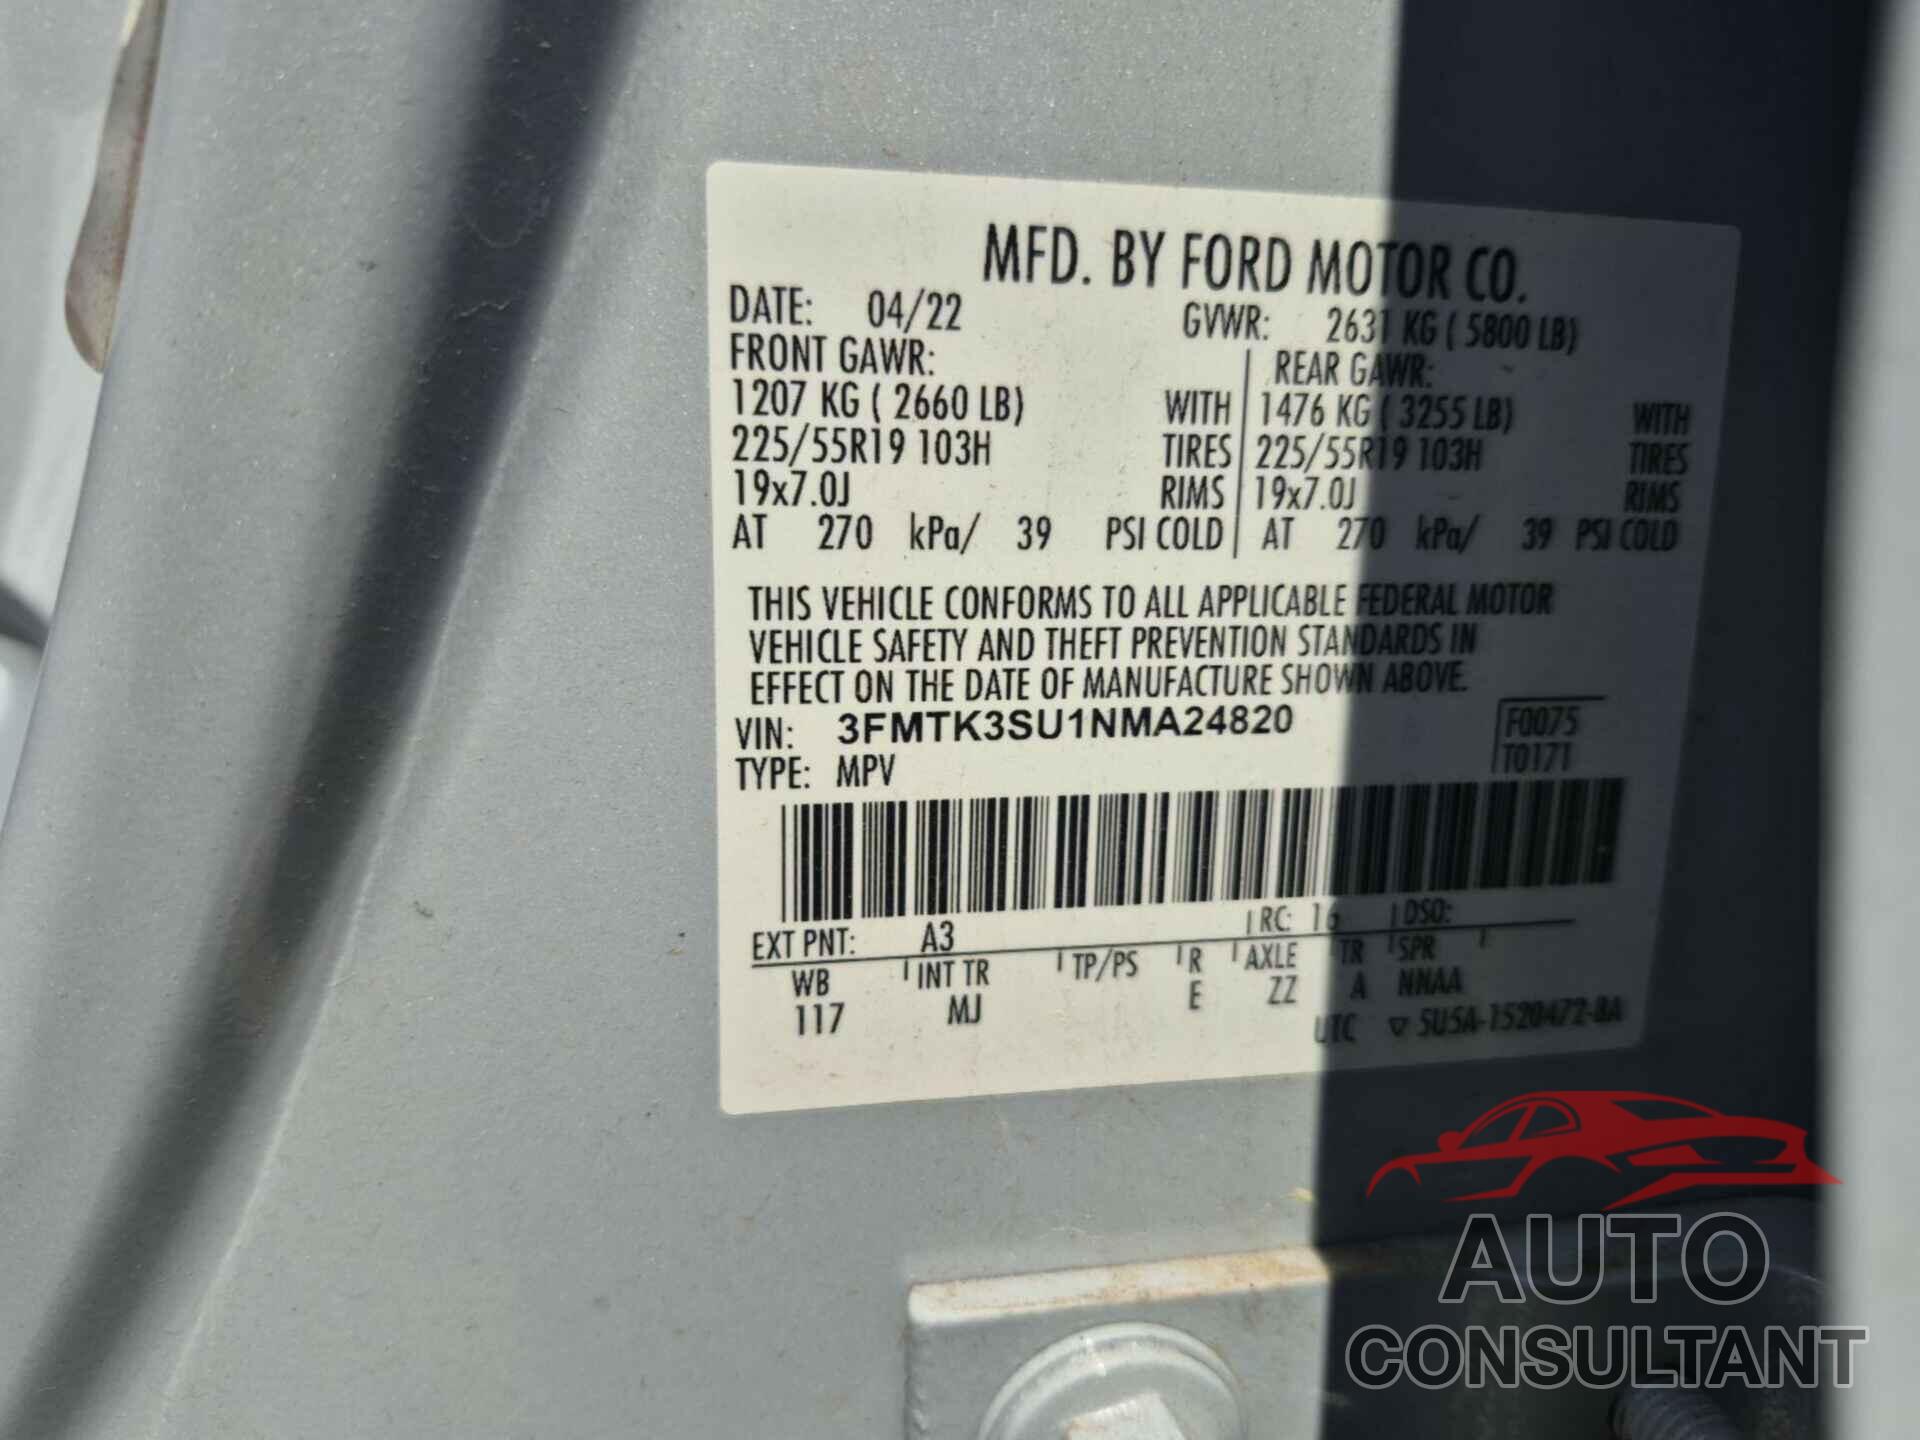 MFD. BY FORD MOTOR CO.
DATE: 04/22 GVWR: 2631 KG ( 5800 LB)
FRONT GAWR: REAR GAWR:
1207 KG ( 2660 LB) WITH 1476 KG ( 3255 LB) WITH
225/55R19 103H TIRES 225/55R19 103H TIRES
19x7.0J RIMS 19x7.0J RIMS
AT 270 kPa/ 39 PSI COLD AT 270 kPa/ 39 PSI COLD
THIS VEHICLE CONFORMS TO ALL APPLICABLE FEDERAL MOTOR
VEHICLE SAFETY AND THEFT PREVENTION STANDARDS IN
EFFECT ON THE DATE OF MANUFACTURE SHOWN ABOVE.
VIN: 3FMTK3SU1NMA24820 F0075
TYPE: MPV T0171
EXT PNT: A3 RC: 16 DSO:
WB INT TR TP/PS R AXLE TR SPR
117 MJ E ZZ A NNAA
UTC ▽ 5U5A-1520472-BA
AUTO
CONSULTANT